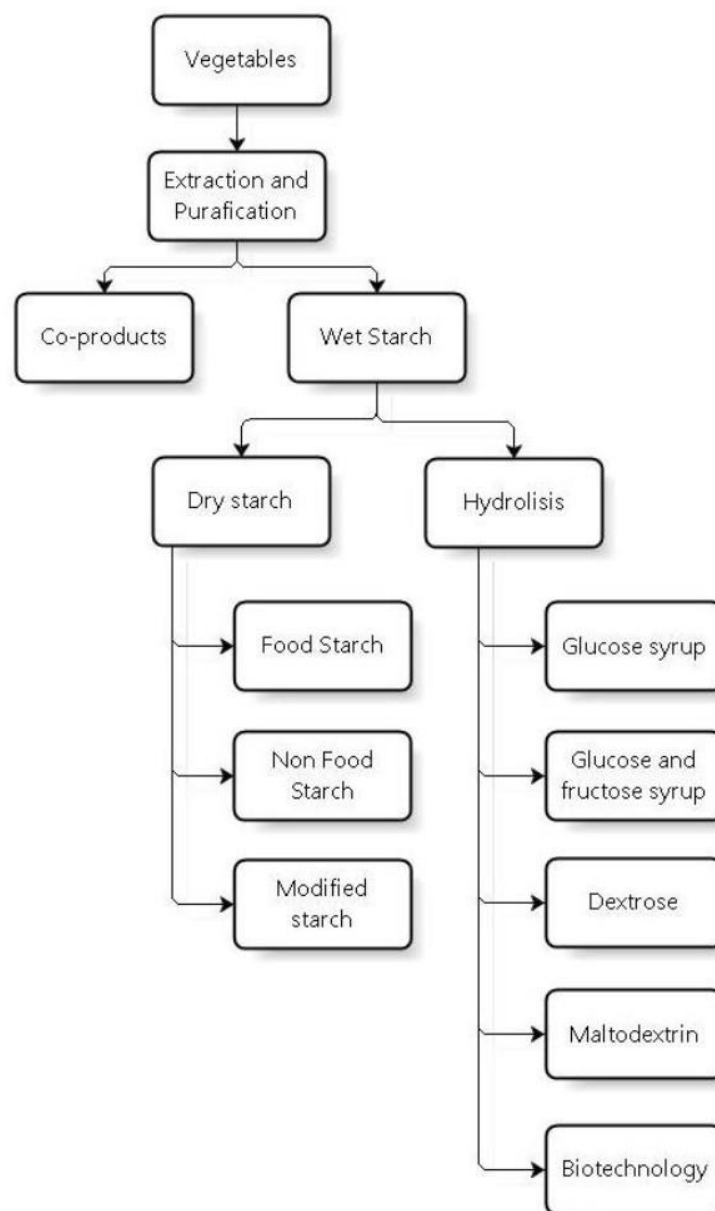 Vegetables
Extraction and
Purafication
Co-products
Wet Starch
Dry starch
Hydrolisis
Food Starch
Glucose syrup
Non Food
Starch
Glucose and
fructose syrup
Modified
starch
Dextrose
Maltodextrin
Biotechnology